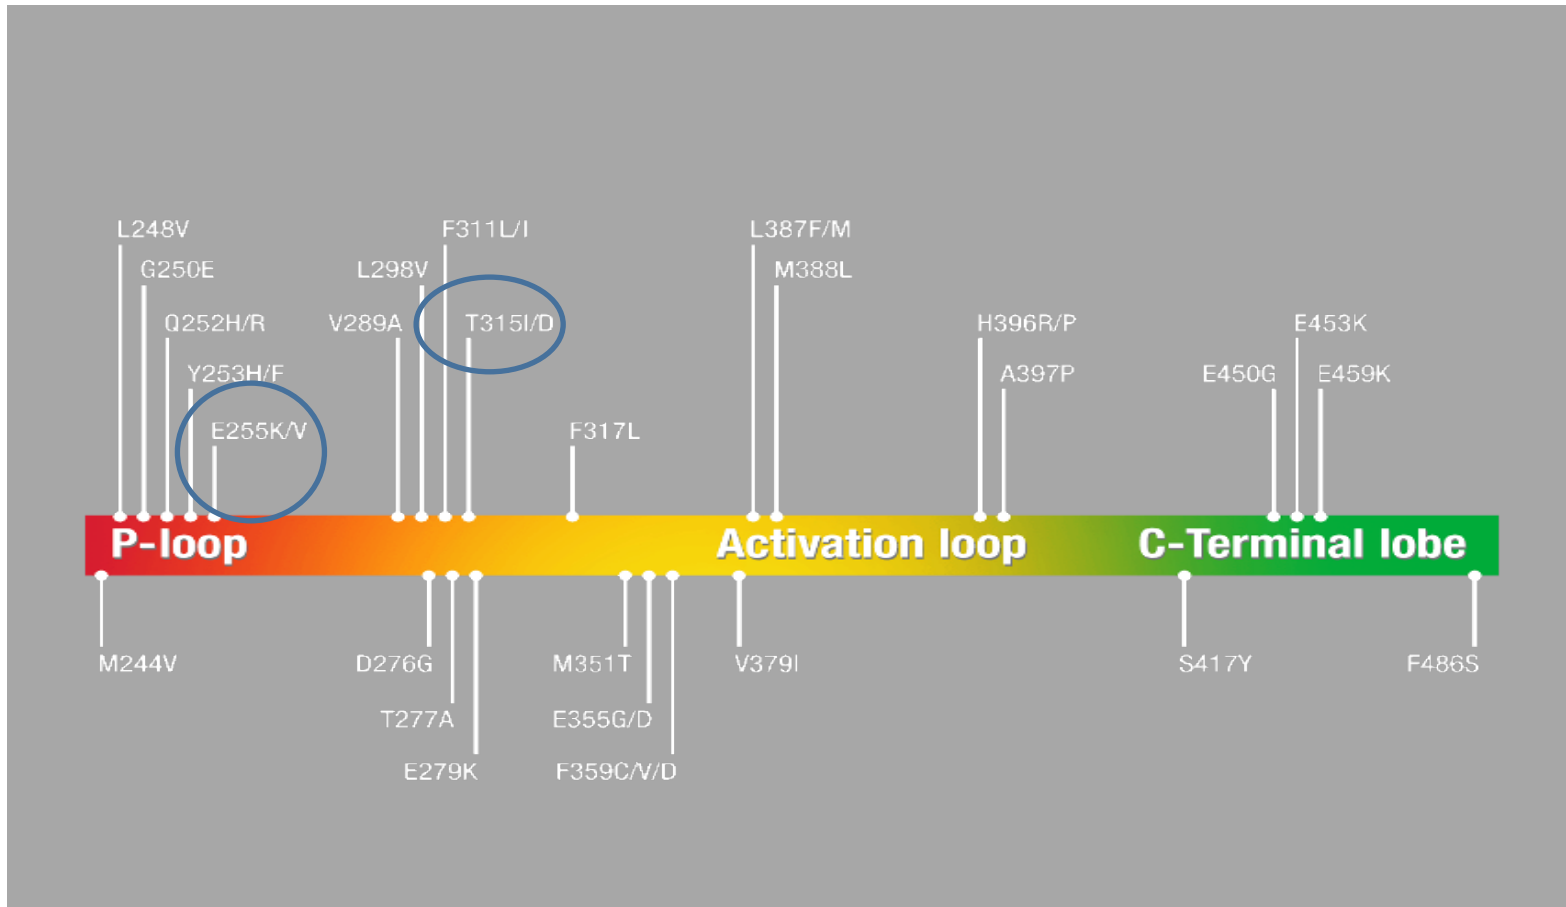 L248V
F311L/I
L387F/M
G250E
L298V
M388L
Q252H/R
V289A
T315I/D
H396R/P
E453K
Y253H/F
A397P
E450G
E459K
E255K/V
F317L
P-loop
Activation loop
C-Terminal lobe
M244V
D276G
M351T
V379I
S417Y
F486S
T277A
E355G/D
E279K
F359C/V/D